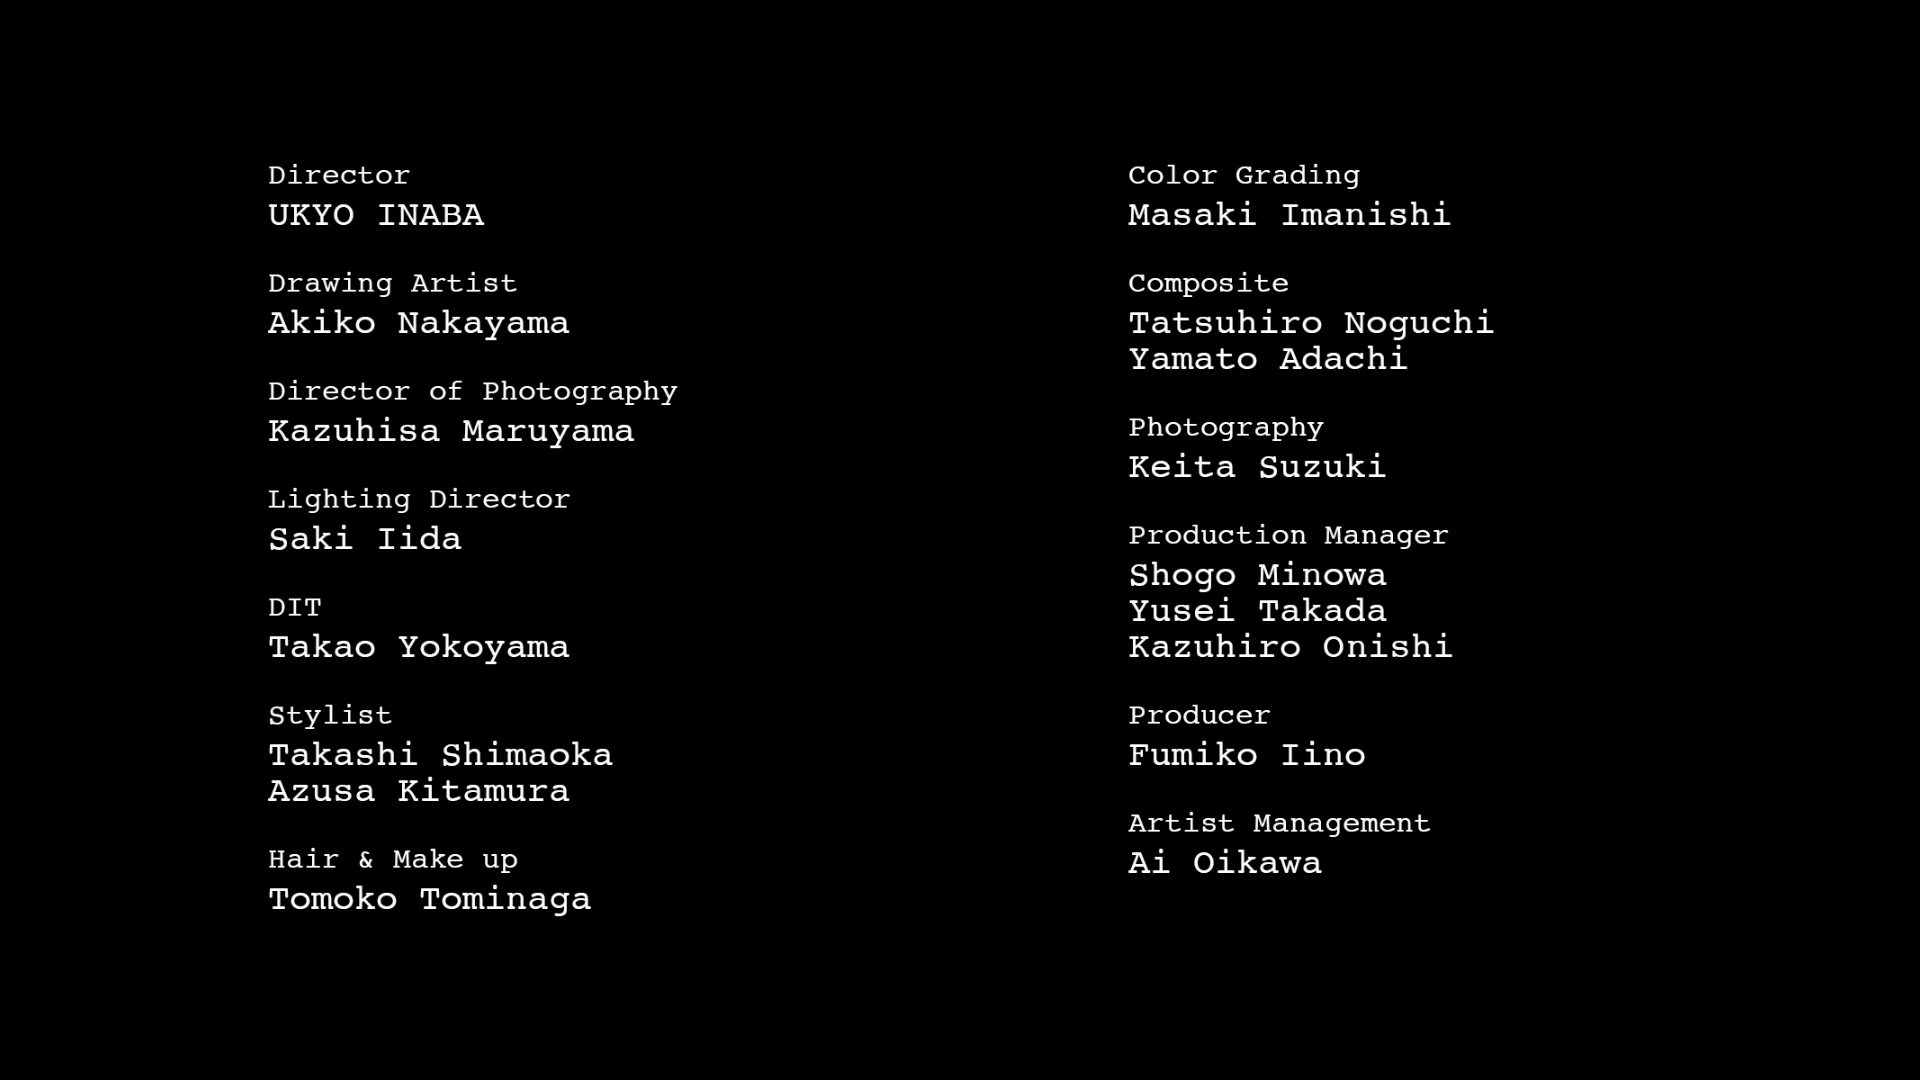 Director
UKYO INABA
Drawing Artist
Akiko Nakayama
Director of Photography
Kazuhisa Maruyama
Lighting Director
Saki Iida
DIT
Takao Yokoyama
Stylist
Takashi Shimaoka
Azusa Kitamura
Hair & Make up
Tomoko Tominaga
Color Grading
Masaki Imanishi
Composite
Tatsuhiro Noguchi
Yamato Adachi
Photography
Keita Suzuki
Production Manager
Shogo Minowa
Yusei Takada
Kazuhiro Onishi
Producer
Fumiko Iino
Artist Management
Ai Oikawa